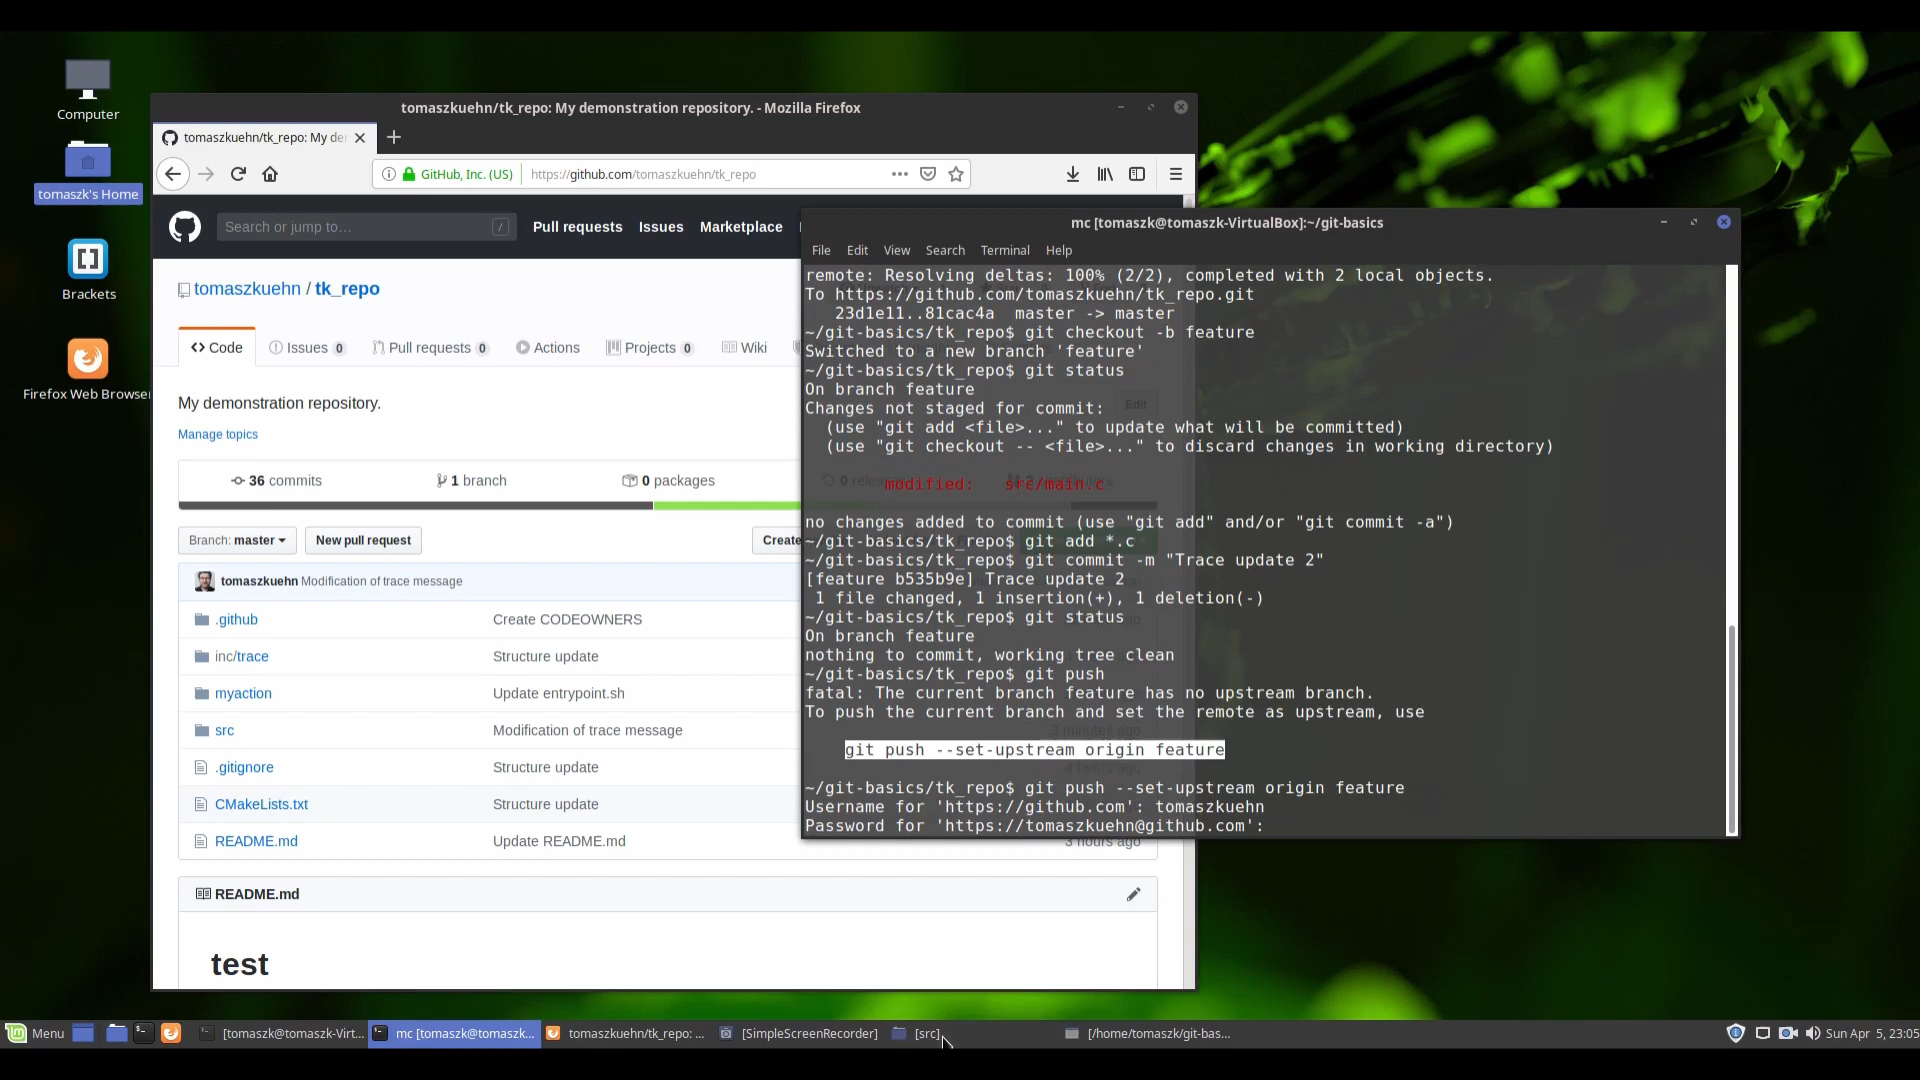 Computer
tomaszk's Home
Brackets
Firefox Web Browse
tomaszkuehn/tk_repo: My demonstration repository. - Mozilla Firefox
tomaszkuehn/tk_repo: My de
GitHub, Inc. (US)
https://github.com/tomaszkuehn/tk_repo
Search or jump to…
/
Pull requests
Issues
Marketplace
tomaszkuehn / tk_repo
Code
Issues 0
Pull requests 0
Actions
Projects 0
Wiki
My demonstration repository.
Edit
Manage topics
36 commits
1 branch
0 packages
0
Branch: master
New pull request
Create
tomaszkuehn Modification of trace message
.github
Create CODEOWNERS
inc/trace
Structure update
myaction
Update entrypoint.sh
src
Modification of trace message
3 minutes ago
.gitignore
Structure update
4 hours ago
CMakeLists.txt
Structure update
README.md
Update README.md
3 hours ago
README.md
test
mc [tomaszk@tomaszk-VirtualBox]:~/git-basics
File Edit View Search Terminal Help
remote: Resolving deltas: 100% (2/2), completed with 2 local objects.
To https://github.com/tomaszkuehn/tk_repo.git
23d1e11..81cac4a master -> master
~/git-basics/tk_repo$ git checkout -b feature
Switched to a new branch 'feature'
~/git-basics/tk_repo$ git status
On branch feature
Changes not staged for commit:
(use "git add <file>..." to update what will be committed)
(use "git checkout -- <file>..." to discard changes in working directory)
modified: src/main.c
no changes added to commit (use "git add" and/or "git commit -a")
~/git-basics/tk_repo$ git add *.c
~/git-basics/tk_repo$ git commit -m "Trace update 2"
[feature b535b9e] Trace update 2
1 file changed, 1 insertion(+), 1 deletion(-)
~/git-basics/tk_repo$ git status
On branch feature
nothing to commit, working tree clean
~/git-basics/tk_repo$ git push
fatal: The current branch feature has no upstream branch.
To push the current branch and set the remote as upstream, use
git push --set-upstream origin feature
~/git-basics/tk_repo$ git push --set-upstream origin feature
Username for 'https://github.com': tomaszkuehn
Password for 'https://tomaszkuehn@github.com':
Menu
[tomaszk@tomaszk-Virt...
mc [tomaszk@tomaszk...
tomaszkuehn/tk_repo: ...
[SimpleScreenRecorder]
[src]
[/home/tomaszk/git-bas...
Sun Apr 5, 23:05